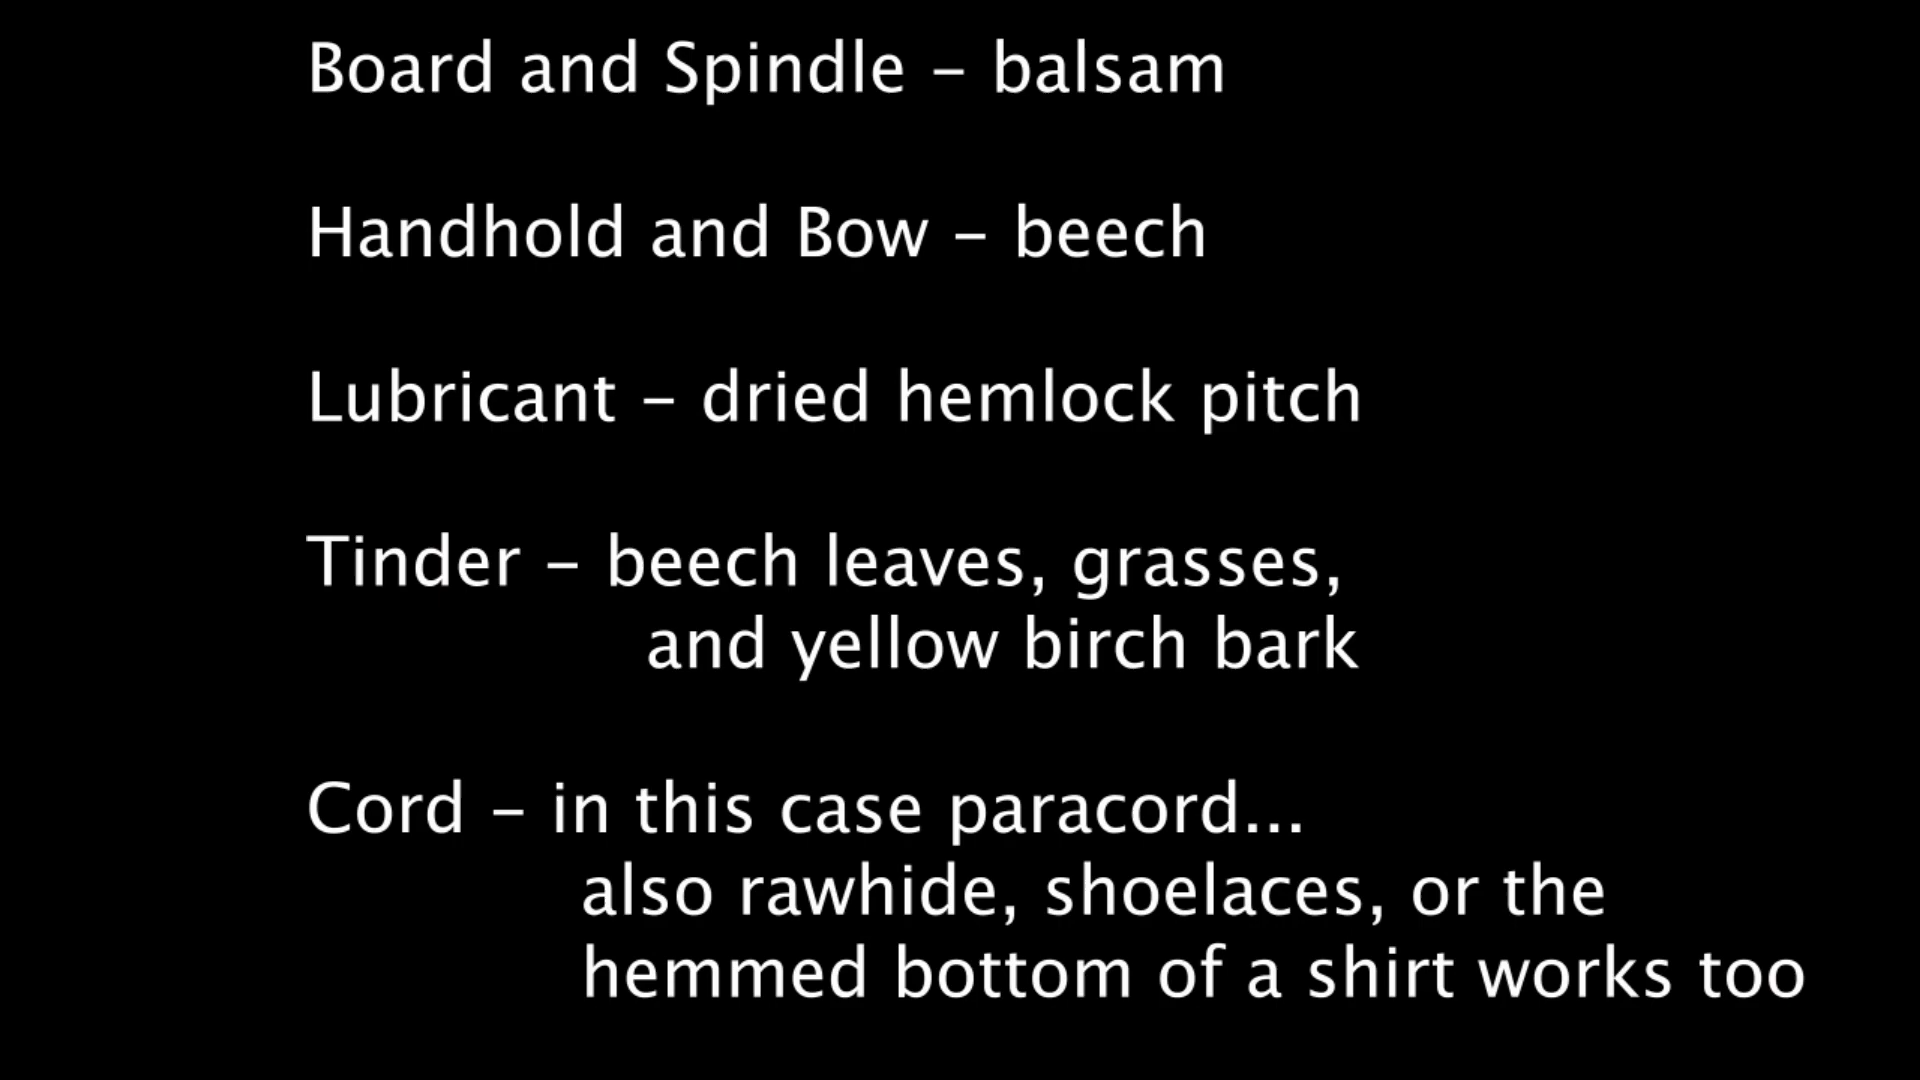 Board and Spindle – balsam
Handhold and Bow – beech
Lubricant – dried hemlock pitch
Tinder – beech leaves, grasses,
and yellow birch bark
Cord – in this case paracord...
also rawhide, shoelaces, or the
hemmed bottom of a shirt works too